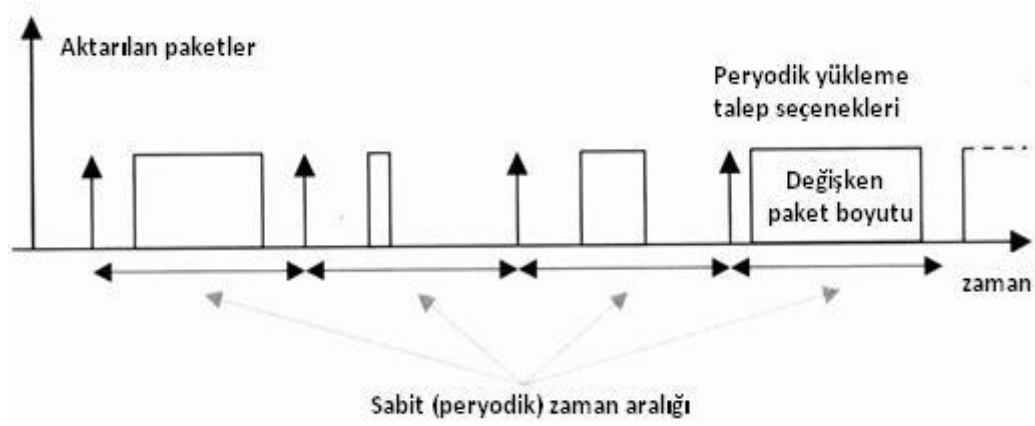 Aktarılan paketler
Peryodik yükleme
talep seçenekleri
Değişken
paket boyutu
zaman
Sabit (peryodik) zaman aralığı